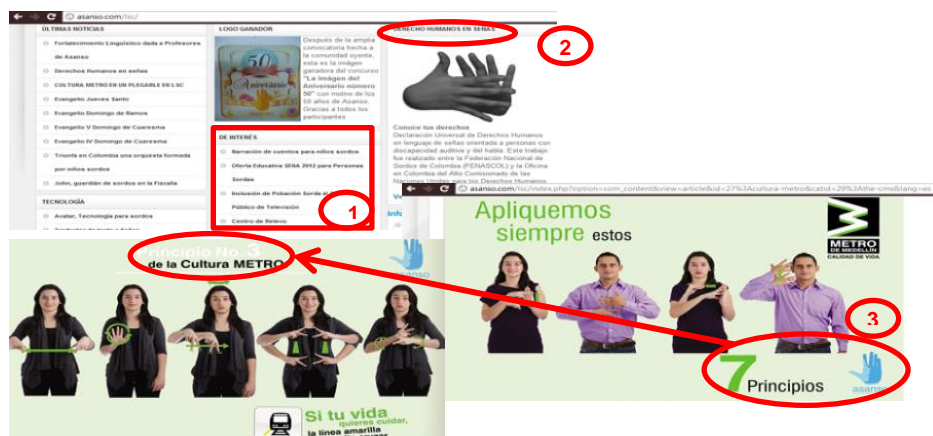 asanso.com/lsc/
ÚLTIMAS NOTICIAS
Fortalecimiento Linguistico dada a Profesores
de Asanso
Derechos Humanos en señas
CULTURA METRO EN UN PLEGABLE EN LSC
Evangelio Jueves Santo
Evangelio Domingo de Ramos
Evangelio V Domingo de Cuaresma
Evangelio IV Domingo de Cuaresma
Triunfa en Colombia una orquesta formada
por niños sordos
John, guardián de sordos en la Fiscalía
TECNOLOGÍA
Avatar, Tecnología para sordos
LOGO GANADOR
50
Aniversario
Después de la amplia
convocatoria hecha a
la comunidad oyente,
esta es la imágen
ganadora del concurso
"La imágen del
Aniversario número
50" con motivo de los
50 años de Asanso.
Gracias a todos los
participantes
DE INTERÉS
Narración de cuentos para niños sordos
Oferta Educativa SENA 2012 para Personas
Sordas
Inclusión de Población Sorda al
Público de Televisión
Centro de Relevo
1
DERECHO HUMANOS EN SEÑAS
2
Conoce tus derechos
Declaración Universal de Derechos Humanos
en lenguaje de señas orientada a personas con
discapacidad auditiva y del habla. Este trabajo
fue realizado entre la Federación Nacional de
Sordos de Colombia (FENASCOL) y la Oficina
en Colombia del Alto Comisionado de las
Naciones Unidas para los Derechos Humanos.
asanso.com/lsc/index.php?option=com_content&view=article&id=27%3Acultura-metro&catid=29%3Athe-cms&lang=es
Apliquemos
siempre estos
METRO
DE MEDELLÍN
CALIDAD DE VIDA
3
7 Principios
asanso
Principio No. 3
de la Cultura METRO
asanso
Si tu vida
quieres cuidar,
la línea amarilla